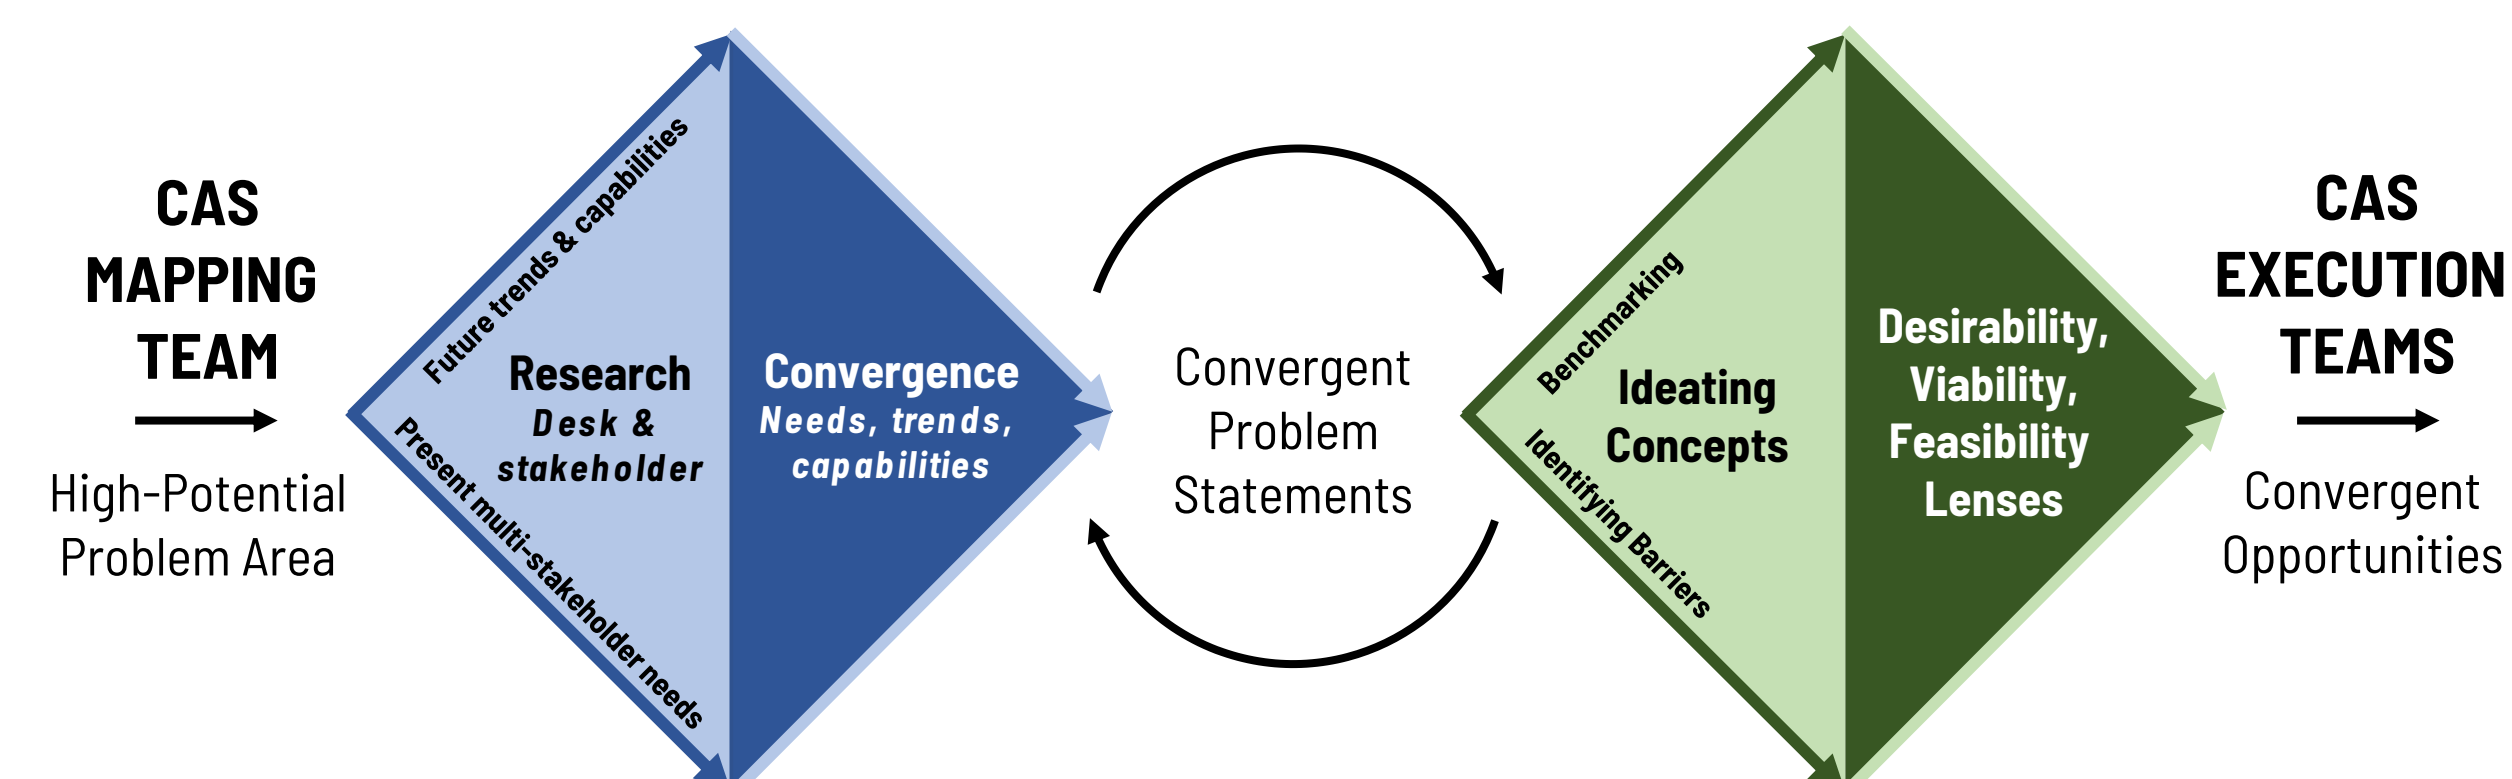 CAS
MAPPING
TEAM
High-Potential
Problem Area
Future trends & capabilities
Research
Desk &
stakeholder
Present multi-stakeholder needs
Convergence
Needs, trends,
capabilities
Convergent
Problem
Statements
Benchmarking
Ideating
Concepts
Identifying Barriers
Desirability,
Viability,
Feasibility
Lenses
CAS
EXECUTION
TEAMS
Convergent
Opportunities